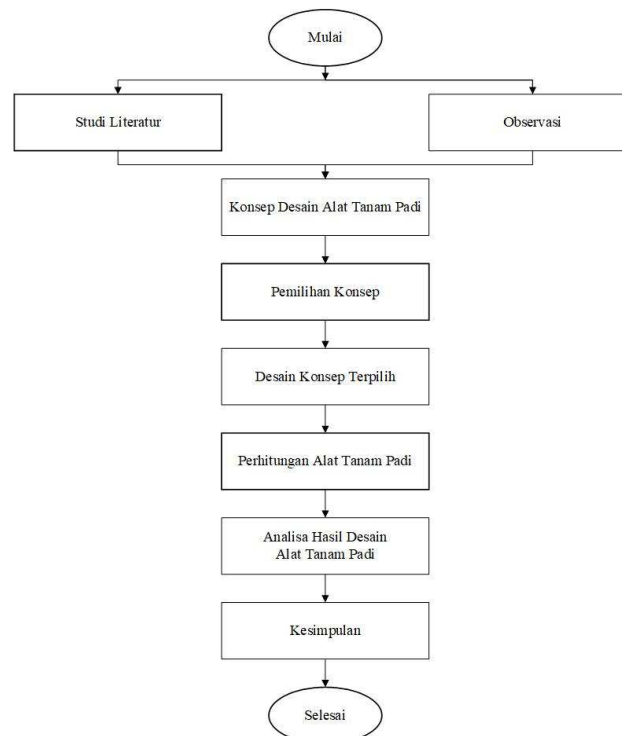 Mulai
Studi Literatur
Observasi
Konsep Desain Alat Tanam Padi
Pemilihan Konsep
Desain Konsep Terpilih
Perhitungan Alat Tanam Padi
Analisa Hasil Desain
Alat Tanam Padi
Kesimpulan
Selesai